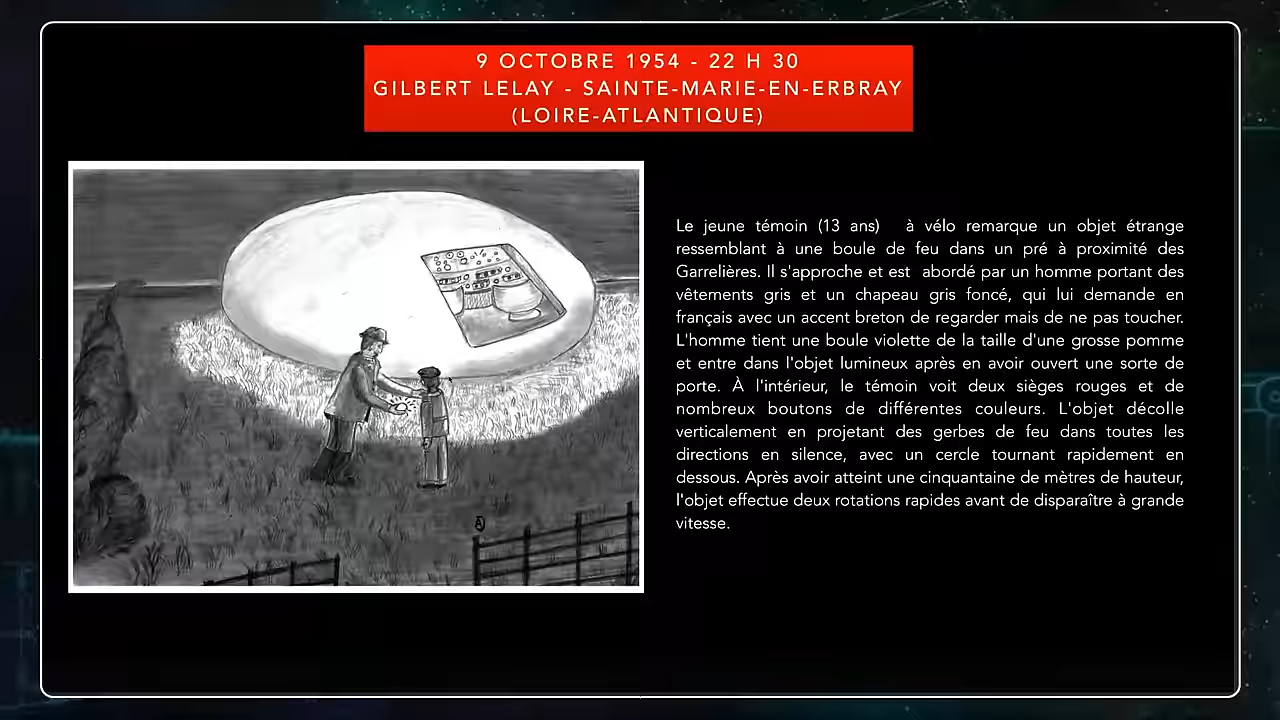 9 OCTOBRE 1954 - 22 H 30
GILBERT LELAY - SAINTE-MARIE-EN-ERBRAY
(LOIRE-ATLANTIQUE)
Le jeune témoin (13 ans) à vélo remarque un objet étrange
ressemblant à une boule de feu dans un pré à proximité des
Garrelières. Il s'approche et est abordé par un homme portant des
vêtements gris et un chapeau gris foncé, qui lui demande en
français avec un accent breton de regarder mais de ne pas toucher.
L'homme tient une boule violette de la taille d'une grosse pomme
et entre dans l'objet lumineux après en avoir ouvert une sorte de
porte. À l'intérieur, le témoin voit deux sièges rouges et de
nombreux boutons de différentes couleurs. L'objet décolle
verticalement en projetant des gerbes de feu dans toutes les
directions en silence, avec un cercle tournant rapidement en
dessous. Après avoir atteint une cinquantaine de mètres de hauteur,
l'objet effectue deux rotations rapides avant de disparaître à grande
vitesse.